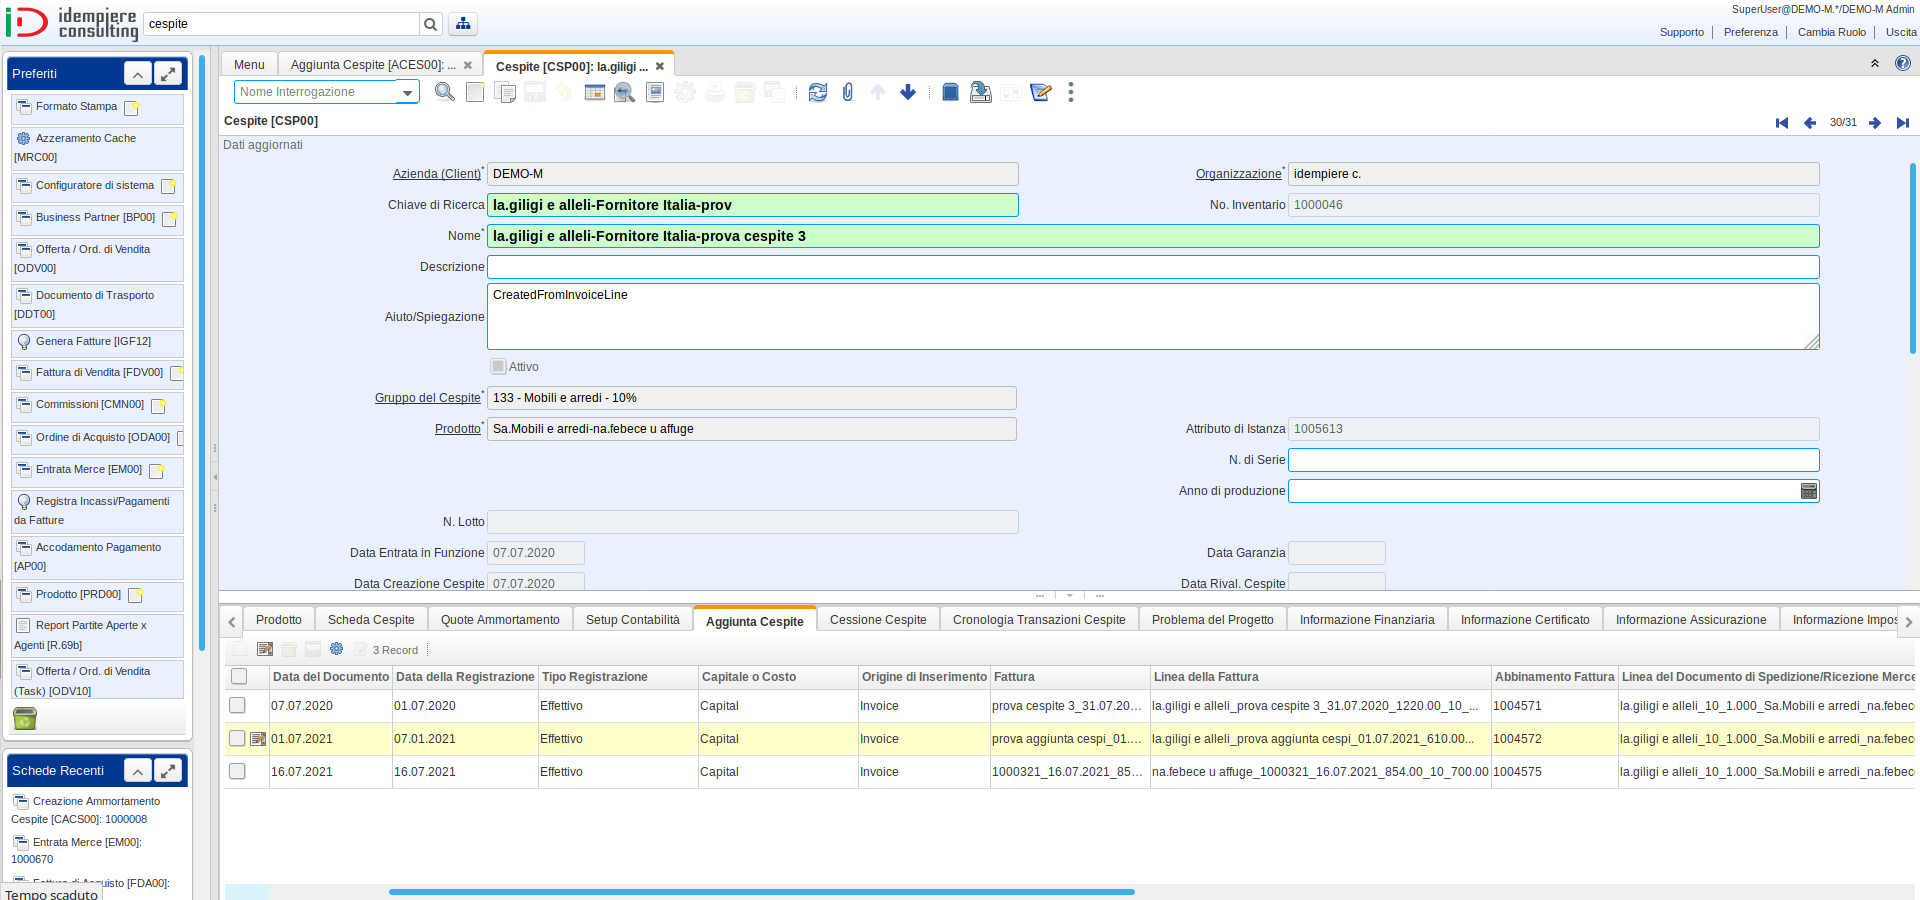 idempiere
consulting
cespite
SuperUser@DEMO-M.*/DEMO-M Admin
Supporto
Preferenza
Cambia Ruolo
Uscita
Preferiti
Formato Stampa
Azzeramento Cache
[MRC00]
Configuratore di sistema
Business Partner [BP00]
Offerta / Ord. di Vendita
[ODV00]
Documento di Trasporto
[DDT00]
Genera Fatture [IGF12]
Fattura di Vendita [FDV00]
Commissioni [CMN00]
Ordine di Acquisto [ODA00]
Entrata Merce [EM00]
Registra Incassi/Pagamenti
da Fatture
Accodamento Pagamento
[AP00]
Prodotto [PRD00]
Report Partite Aperte x
Agenti [R.69b]
Offerta / Ord. di Vendita
(Task) [ODV10]
Schede Recenti
Creazione Ammortamento
Cespite [CACS00]: 1000008
Entrata Merce [EM00]:
1000670
Acquisto [FDA00]:
Tempo scaduto
Menu
Aggiunta Cespite [ACES00]: ...
Cespite [CSP00]: la.giligi ...
Nome Interrogazione
Cespite [CSP00]
30/31
Dati aggiornati
Azienda (Client)* DEMO-M
Organizzazione* idempiere c.
Chiave di Ricerca la.giligi e alleli-Fornitore Italia-prov
No. Inventario 1000046
Nome* la.giligi e alleli-Fornitore Italia-prova cespite 3
Descrizione
Aiuto/Spiegazione CreatedFromInvoiceLine
Attivo
Gruppo del Cespite* 133 - Mobili e arredi - 10%
Prodotto* Sa.Mobili e arredi-na.febece u affuge
Attributo di Istanza 1005613
N. di Serie
Anno di produzione
N. Lotto
Data Entrata in Funzione 07.07.2020
Data Garanzia
Data Creazione Cespite 07.07.2020
Data Rival. Cespite
Prodotto
Scheda Cespite
Quote Ammortamento
Setup Contabilità
Aggiunta Cespite
Cessione Cespite
Cronologia Transazioni Cespite
Problema del Progetto
Informazione Finanziaria
Informazione Certificato
Informazione Assicurazione
Informazione Impos
3 Record
Data del Documento Data della Registrazione Tipo Registrazione Capitale o Costo Origine di Inserimento Fattura Linea della Fattura Abbinamento Fattura Linea del Documento di Spedizione/Ricezione Merce
07.07.2020 01.07.2020 Effettivo Capital Invoice prova cespite 3_31.07.20... la.giligi e alleli_prova cespite 3_31.07.2020_1220.00_10_... 1004571 la.giligi e alleli_10_1.000_Sa.Mobili e arredi_na.febece
01.07.2021 07.01.2021 Effettivo Capital Invoice prova aggiunta cespi_01.... la.giligi e alleli_prova aggiunta cespi_01.07.2021_610.00... 1004572 la.giligi e alleli_10_1.000_Sa.Mobili e arredi_na.febece
16.07.2021 16.07.2021 Effettivo Capital Invoice 1000321_16.07.2021_85... na.febece u affuge_1000321_16.07.2021_854.00_10_700.00 1004575 la.giligi e alleli_10_1.000_Sa.Mobili e arredi_na.febece